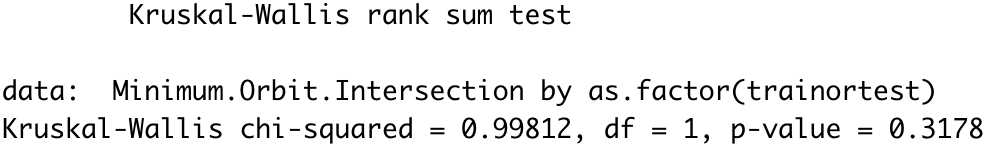 Kruskal-Wallis rank sum test
data:  Minimum.Orbit.Intersection by as.factor(trainortest)
Kruskal-Wallis chi-squared = 0.99812, df = 1, p-value = 0.3178